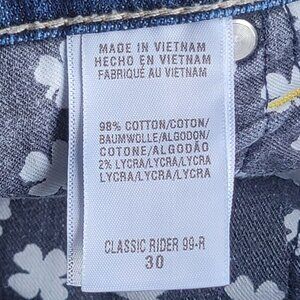 MADE IN VIETNAM
HECHO EN VIETNAM
FABRIQUÉ AU VIETNAM
98% COTTON/COTON/
BAUMWOLLE/ALGODON/
COTONE/ALGODÃO
2% LYCRA/LYCRA/LYCRA/
LYCRA/LYCRA/LYCRA
CLASSIC RIDER 99-R
30